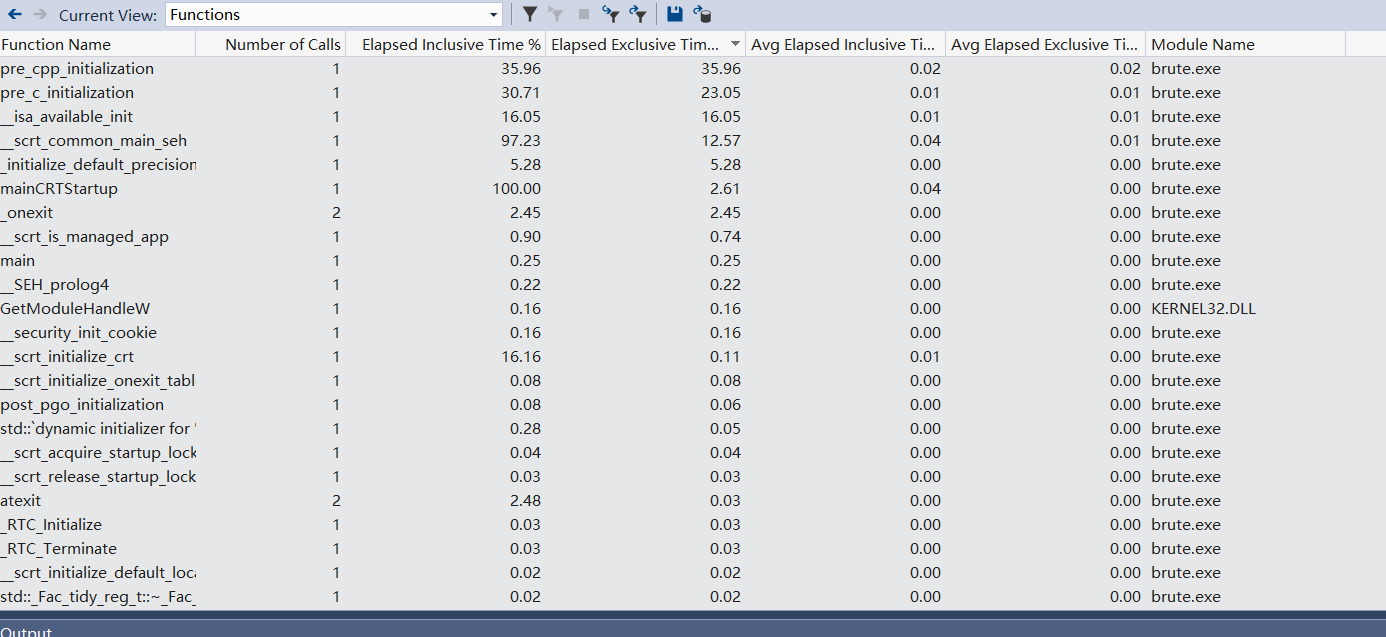 Current View: Functions
Function Name Number of Calls Elapsed Inclusive Time % Elapsed Exclusive Tim... Avg Elapsed Inclusive Ti... Avg Elapsed Exclusive Ti... Module Name
pre_cpp_initialization 1 35.96 35.96 0.02 0.02 brute.exe
pre_c_initialization 1 30.71 23.05 0.01 0.01 brute.exe
__isa_available_init 1 16.05 16.05 0.01 0.01 brute.exe
__scrt_common_main_seh 1 97.23 12.57 0.04 0.01 brute.exe
_initialize_default_precision 1 5.28 5.28 0.00 0.00 brute.exe
mainCRTStartup 1 100.00 2.61 0.04 0.00 brute.exe
_onexit 2 2.45 2.45 0.00 0.00 brute.exe
__scrt_is_managed_app 1 0.90 0.74 0.00 0.00 brute.exe
main 1 0.25 0.25 0.00 0.00 brute.exe
__SEH_prolog4 1 0.22 0.22 0.00 0.00 brute.exe
GetModuleHandleW 1 0.16 0.16 0.00 0.00 KERNEL32.DLL
__security_init_cookie 1 0.16 0.16 0.00 0.00 brute.exe
__scrt_initialize_crt 1 16.16 0.11 0.01 0.00 brute.exe
__scrt_initialize_onexit_tabl 1 0.08 0.08 0.00 0.00 brute.exe
post_pgo_initialization 1 0.08 0.06 0.00 0.00 brute.exe
std::`dynamic initializer for ' 1 0.28 0.05 0.00 0.00 brute.exe
__scrt_acquire_startup_lock 1 0.04 0.04 0.00 0.00 brute.exe
__scrt_release_startup_lock 1 0.03 0.03 0.00 0.00 brute.exe
atexit 2 2.48 0.03 0.00 0.00 brute.exe
_RTC_Initialize 1 0.03 0.03 0.00 0.00 brute.exe
_RTC_Terminate 1 0.03 0.03 0.00 0.00 brute.exe
__scrt_initialize_default_loca 1 0.02 0.02 0.00 0.00 brute.exe
std::_Fac_tidy_reg_t::~_Fac_ 1 0.02 0.02 0.00 0.00 brute.exe
Output